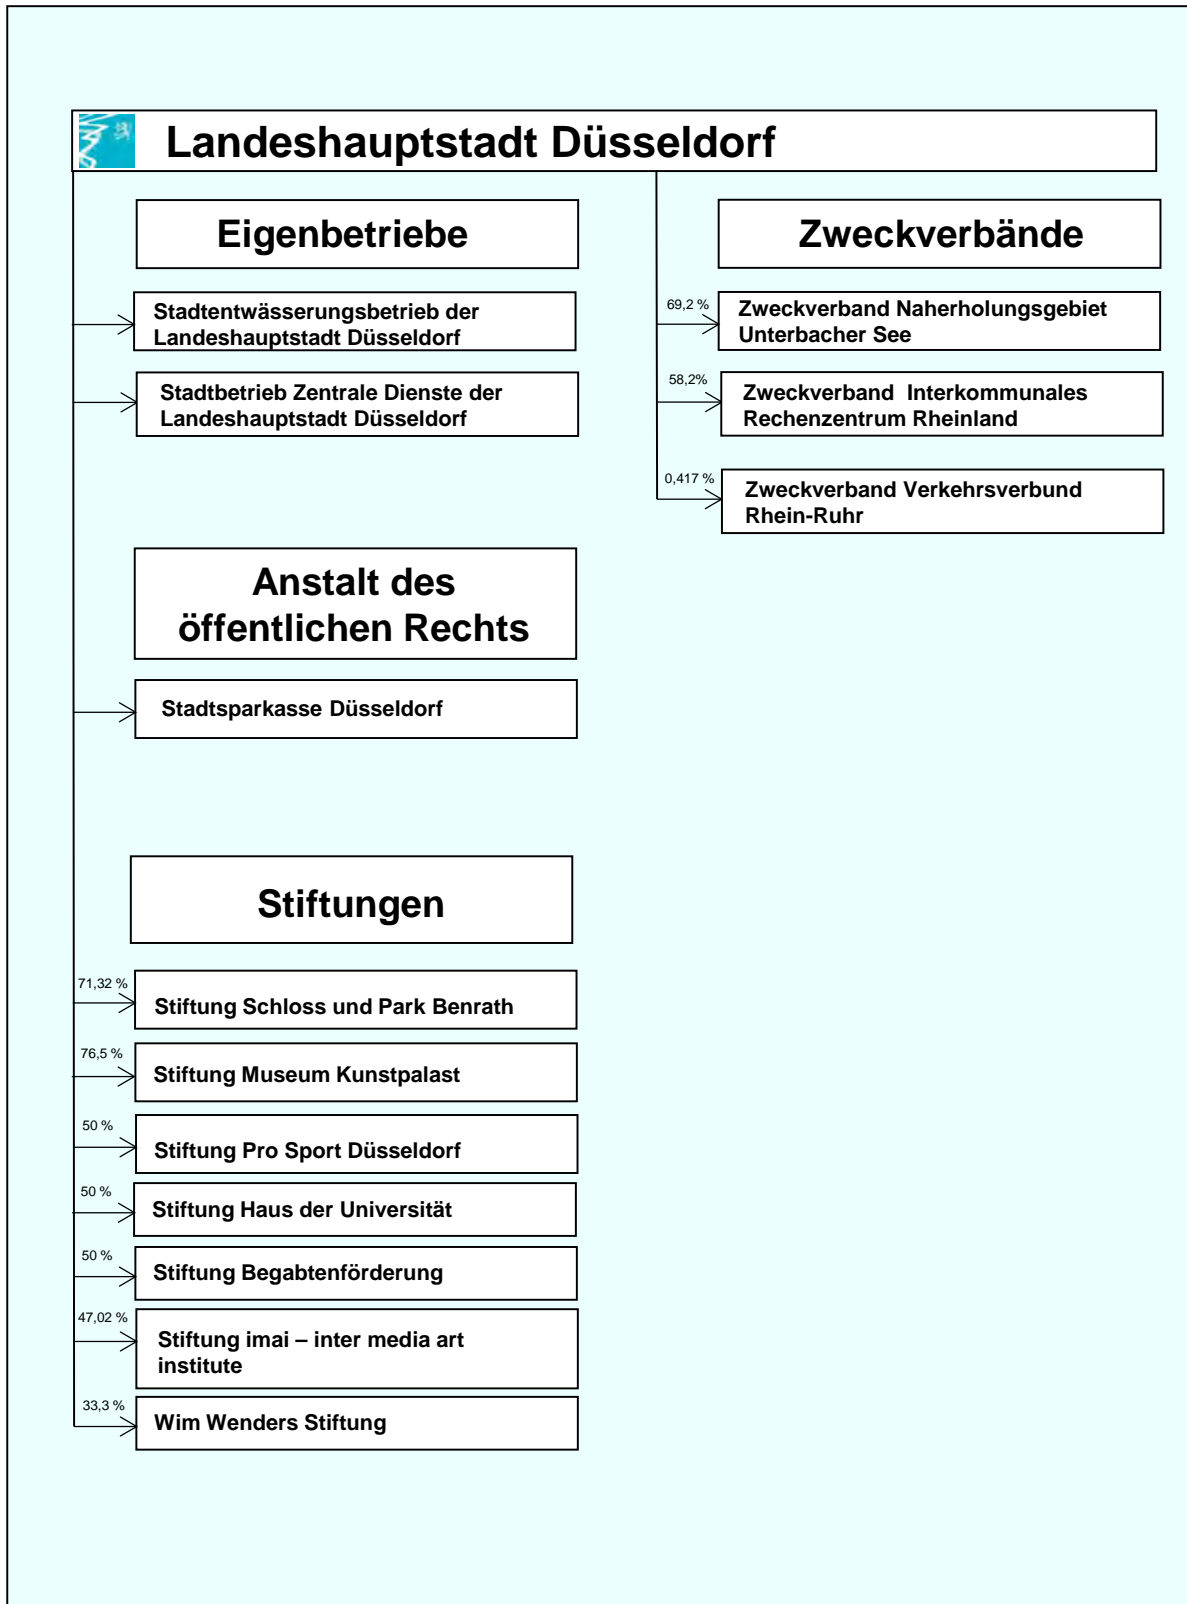 Landeshauptstadt Düsseldorf
Eigenbetriebe
Stadtentwässerungsbetrieb der
Landeshauptstadt Düsseldorf
Stadtbetrieb Zentrale Dienste der
Landeshauptstadt Düsseldorf
Anstalt des
öffentlichen Rechts
Stadtsparkasse Düsseldorf
Stiftungen
71,32 %
Stiftung Schloss und Park Benrath
76,5 %
Stiftung Museum Kunstpalast
50 %
Stiftung Pro Sport Düsseldorf
50 %
Stiftung Haus der Universität
50 %
Stiftung Begabtenförderung
47,02 %
Stiftung imai – inter media art
institute
33,3 %
Wim Wenders Stiftung
Zweckverbände
69,2 %
Zweckverband Naherholungsgebiet
Unterbacher See
58,2%
Zweckverband  Interkommunales
Rechenzentrum Rheinland
0,417 %
Zweckverband Verkehrsverbund
Rhein-Ruhr